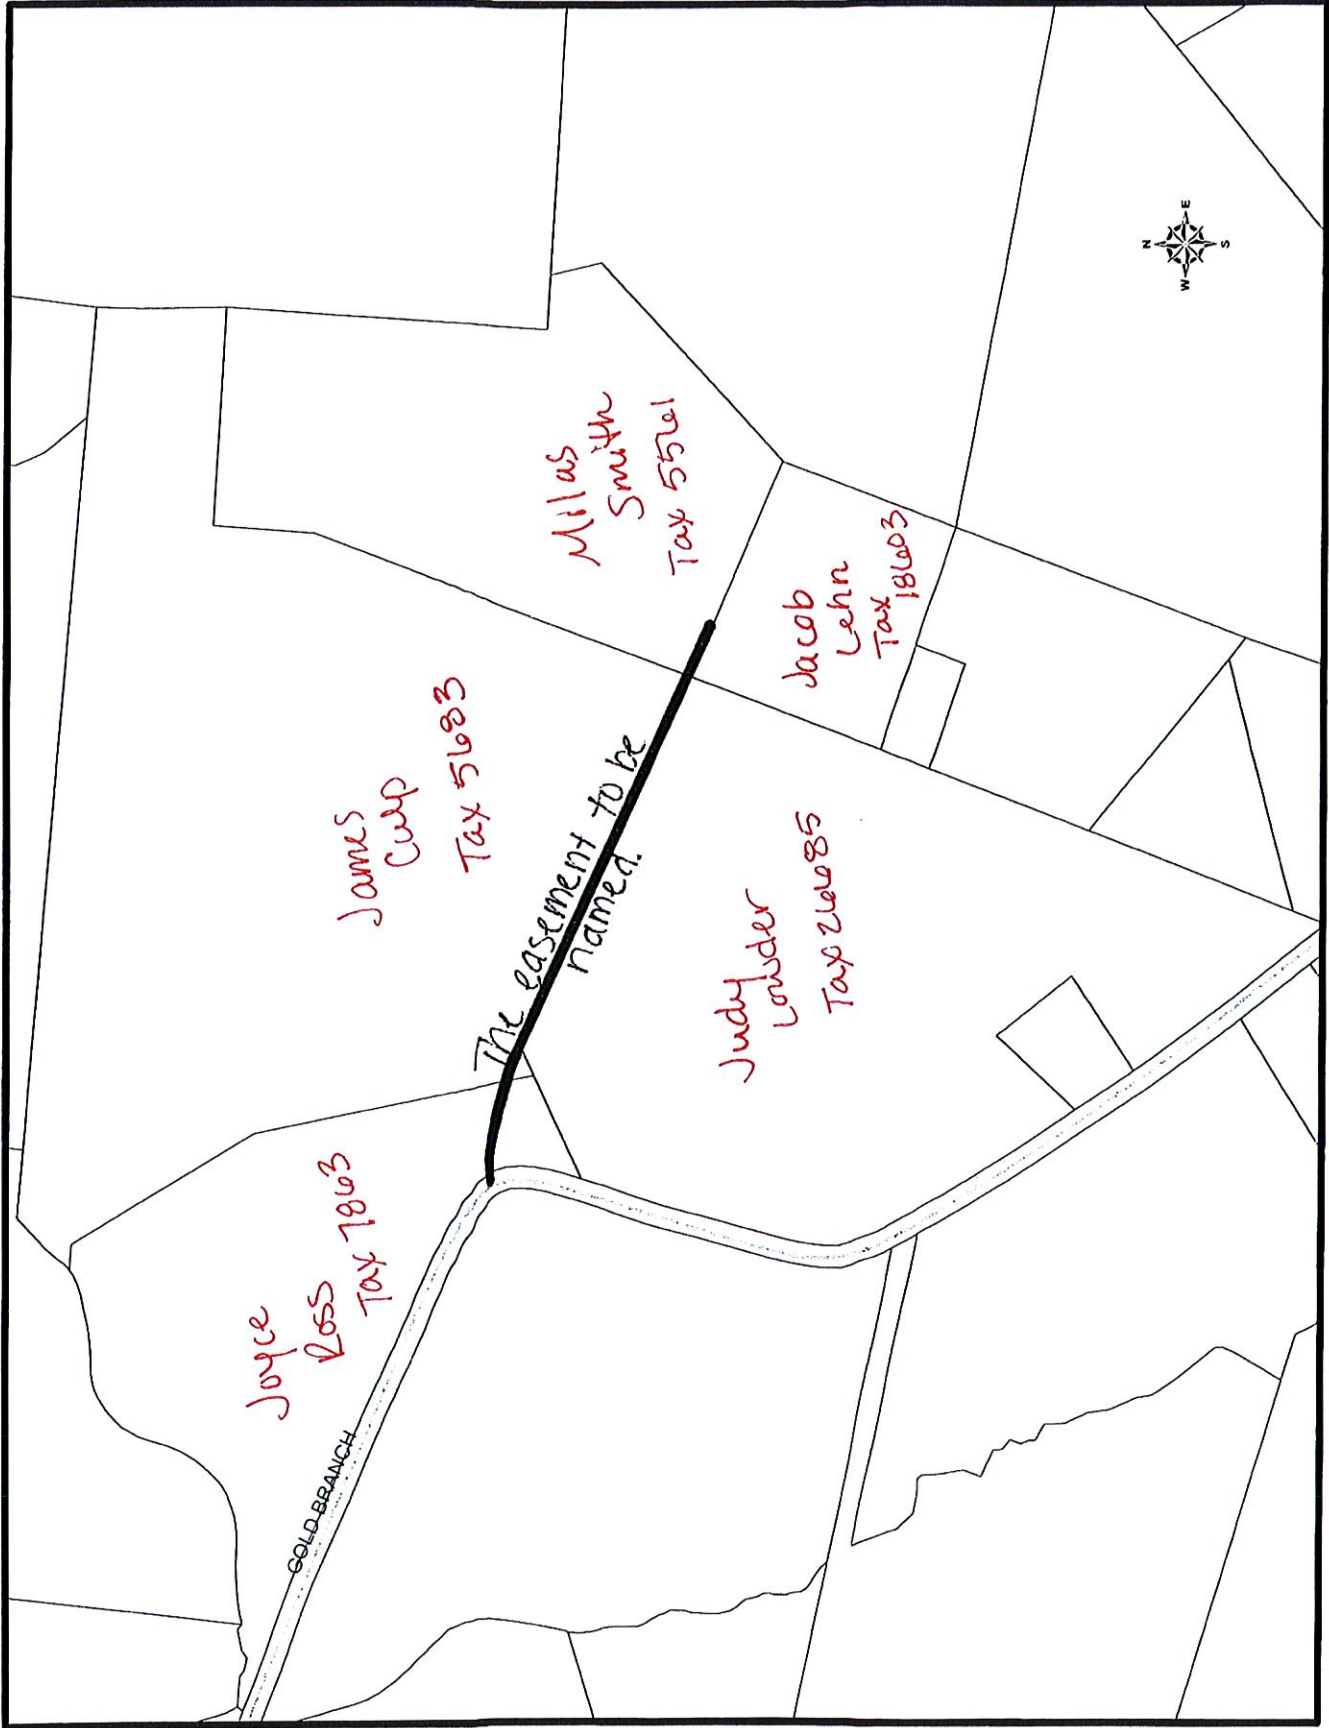 Joyce
Ross
Tax 7863
GOLD BRANCH
James
Culp
Tax 5683
The easement to be
named.
Milas
Smith
Tax 5561
Judy
Lowder
Tax 26685
Jacob
Lehn
Tax
18603
N
W E
S